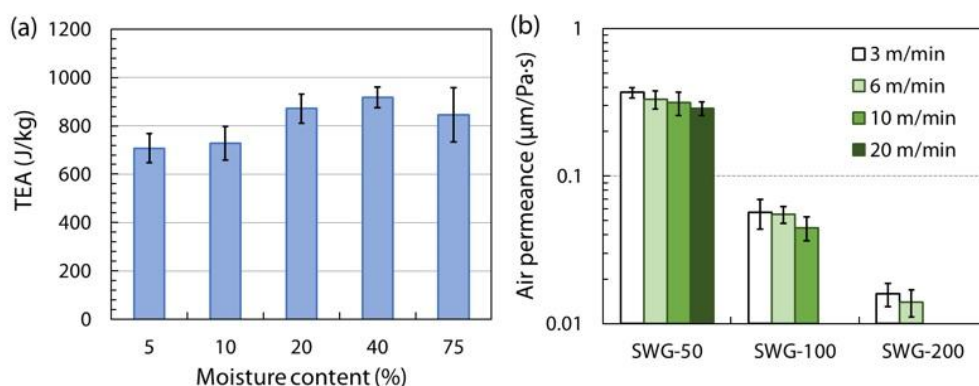 (a)
1200
1000
800
600
400
200
0
TEA (J/kg)
5 10 20 40 75
Moisture content (%)
(b)
1
0.1
0.01
Air permeance (µm/Pa·s)
3 m/min
6 m/min
10 m/min
20 m/min
SWG-50 SWG-100 SWG-200